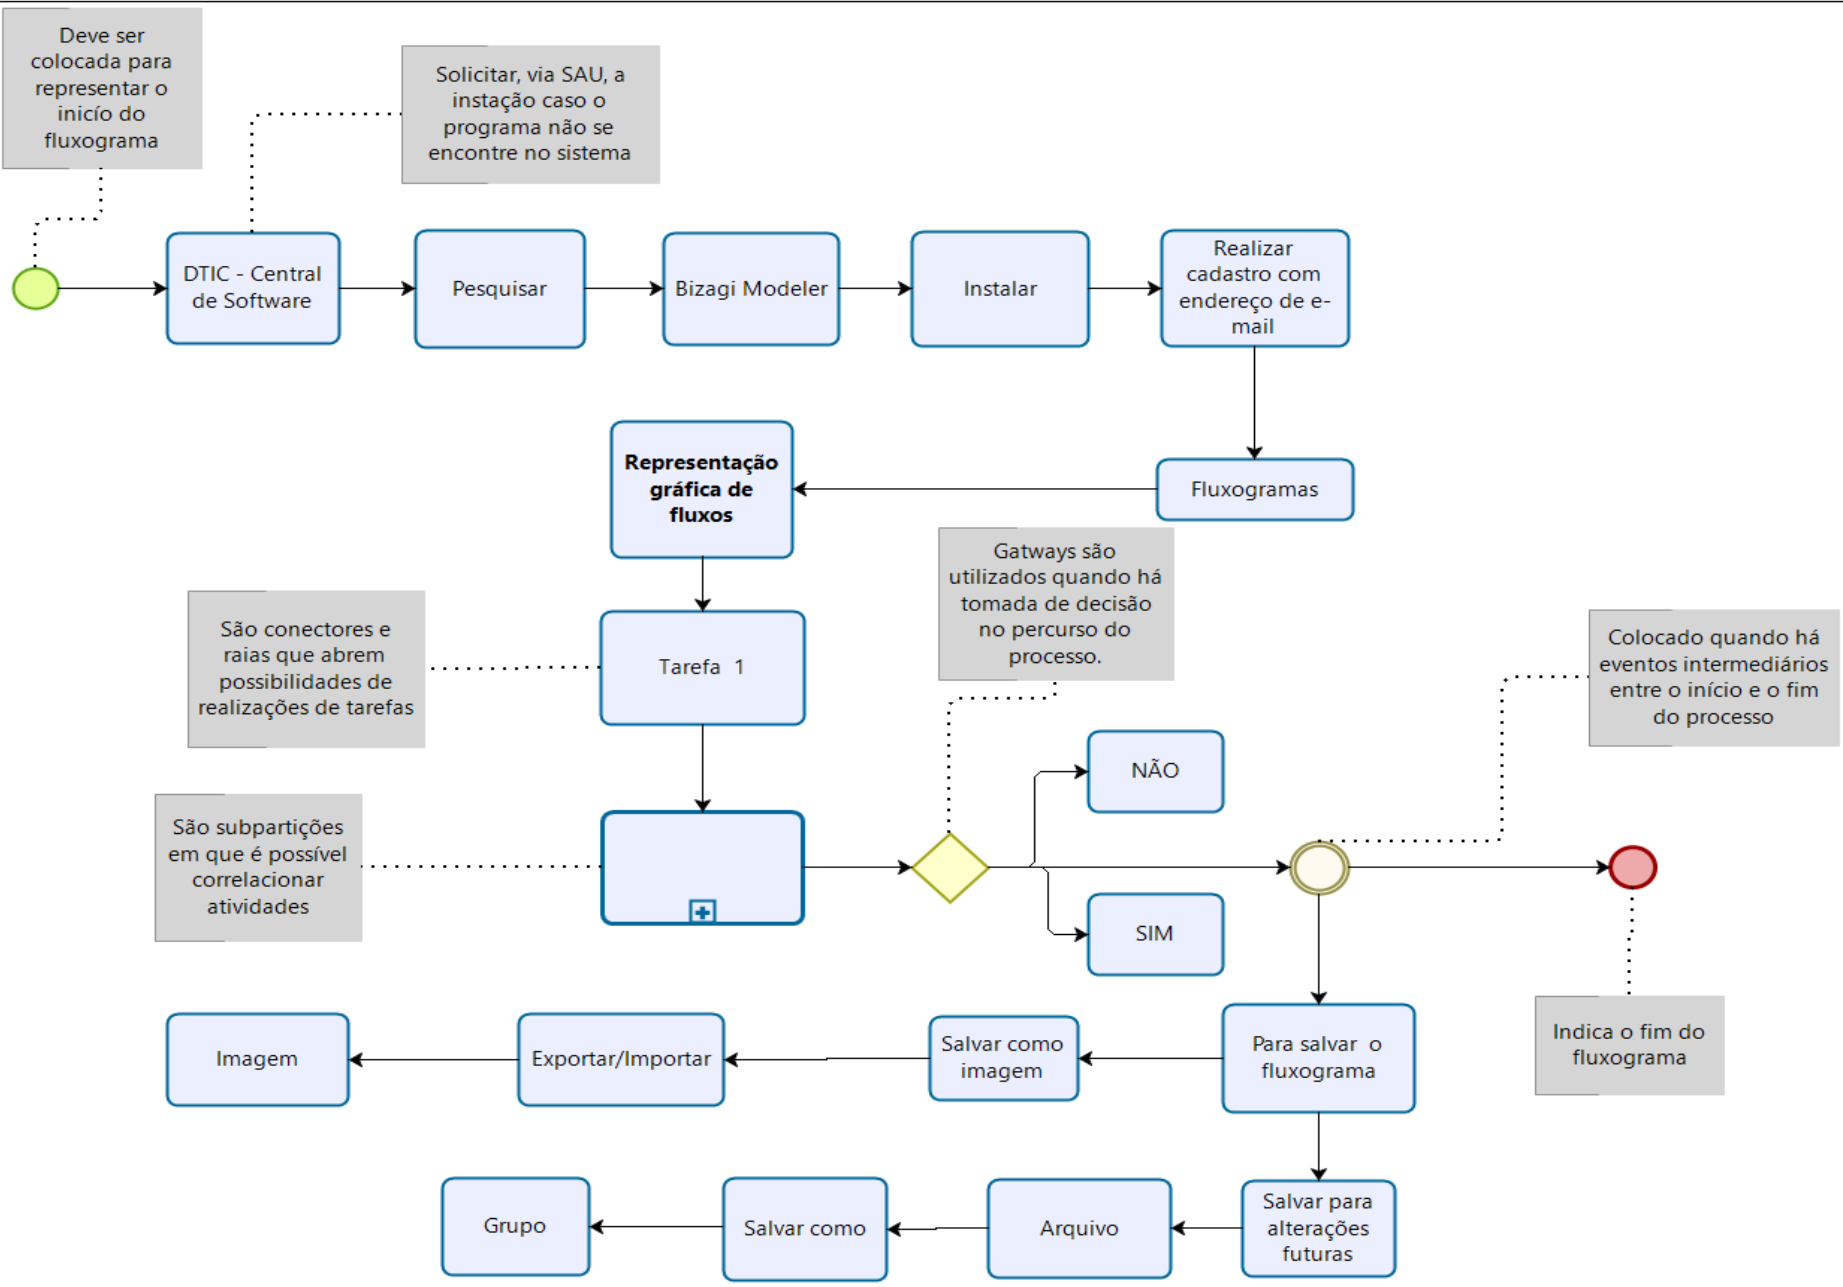 Deve ser
colocada para
representar o
inicío do
fluxograma
Solicitar, via SAU, a
instação caso o
programa não se
encontre no sistema
DTIC - Central
de Software
Pesquisar
Bizagi Modeler
Instalar
Realizar
cadastro com
endereço de e-
mail
Representação
gráfica de
fluxos
Fluxogramas
Gatways são
utilizados quando há
tomada de decisão
no percurso do
processo.
São conectores e
raias que abrem
possibilidades de
realizações de tarefas
Tarefa  1
Colocado quando há
eventos intermediários
entre o início e o fim
do processo
NÃO
São subpartições
em que é possível
correlacionar
atividades
SIM
Imagem
Exportar/Importar
Salvar como
imagem
Para salvar  o
fluxograma
Indica o fim do
fluxograma
Grupo
Salvar como
Arquivo
Salvar para
alterações
futuras